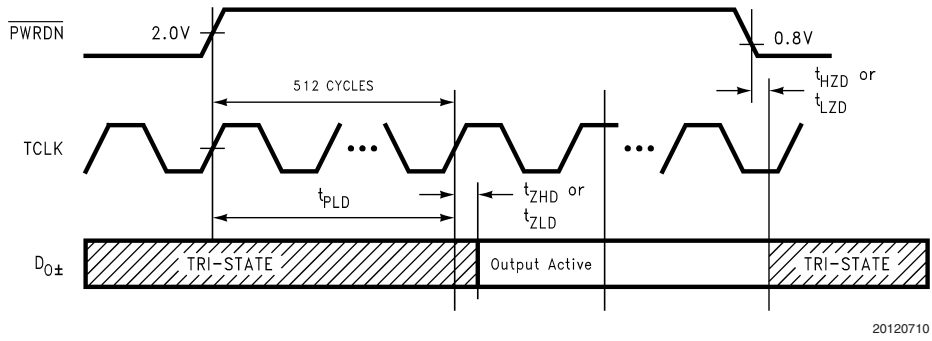 PWRDN
2.0V
0.8V
512 CYCLES
tHZD or
tLZD
TCLK
•••
•••
tPLD
tZHD or
tZLD
DO±
TRI-STATE
Output Active
TRI-STATE
20120710